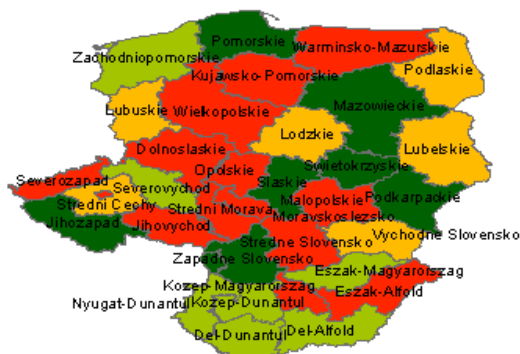 Pomorskie
Warminsko-Mazurskie
Zachodniopomorskie
Podlaskie
Kujawsko-Pomorskie
Mazowieckie
Lubuskie
Wielkopolskie
Lodzkie
Lubelskie
Dolnoslaskie
Swietokrzyskie
Opolskie
Severozapad
Slaskie
Severovychod
Podkarpackie
Malopolskie
Stredni Cechy
Stredni Morava
Moravskoslezsko
Jihozapad
Jihovychod
Vychodne Slovensko
Stredne Slovensko
Zapadne Slovensko
Eszak-Magyarorszag
Kozep-Magyarorszag
Eszak-Alfold
Nyugat-Dunantul
Kozep-Dunantul
Del-Dunantul
Del-Alfold